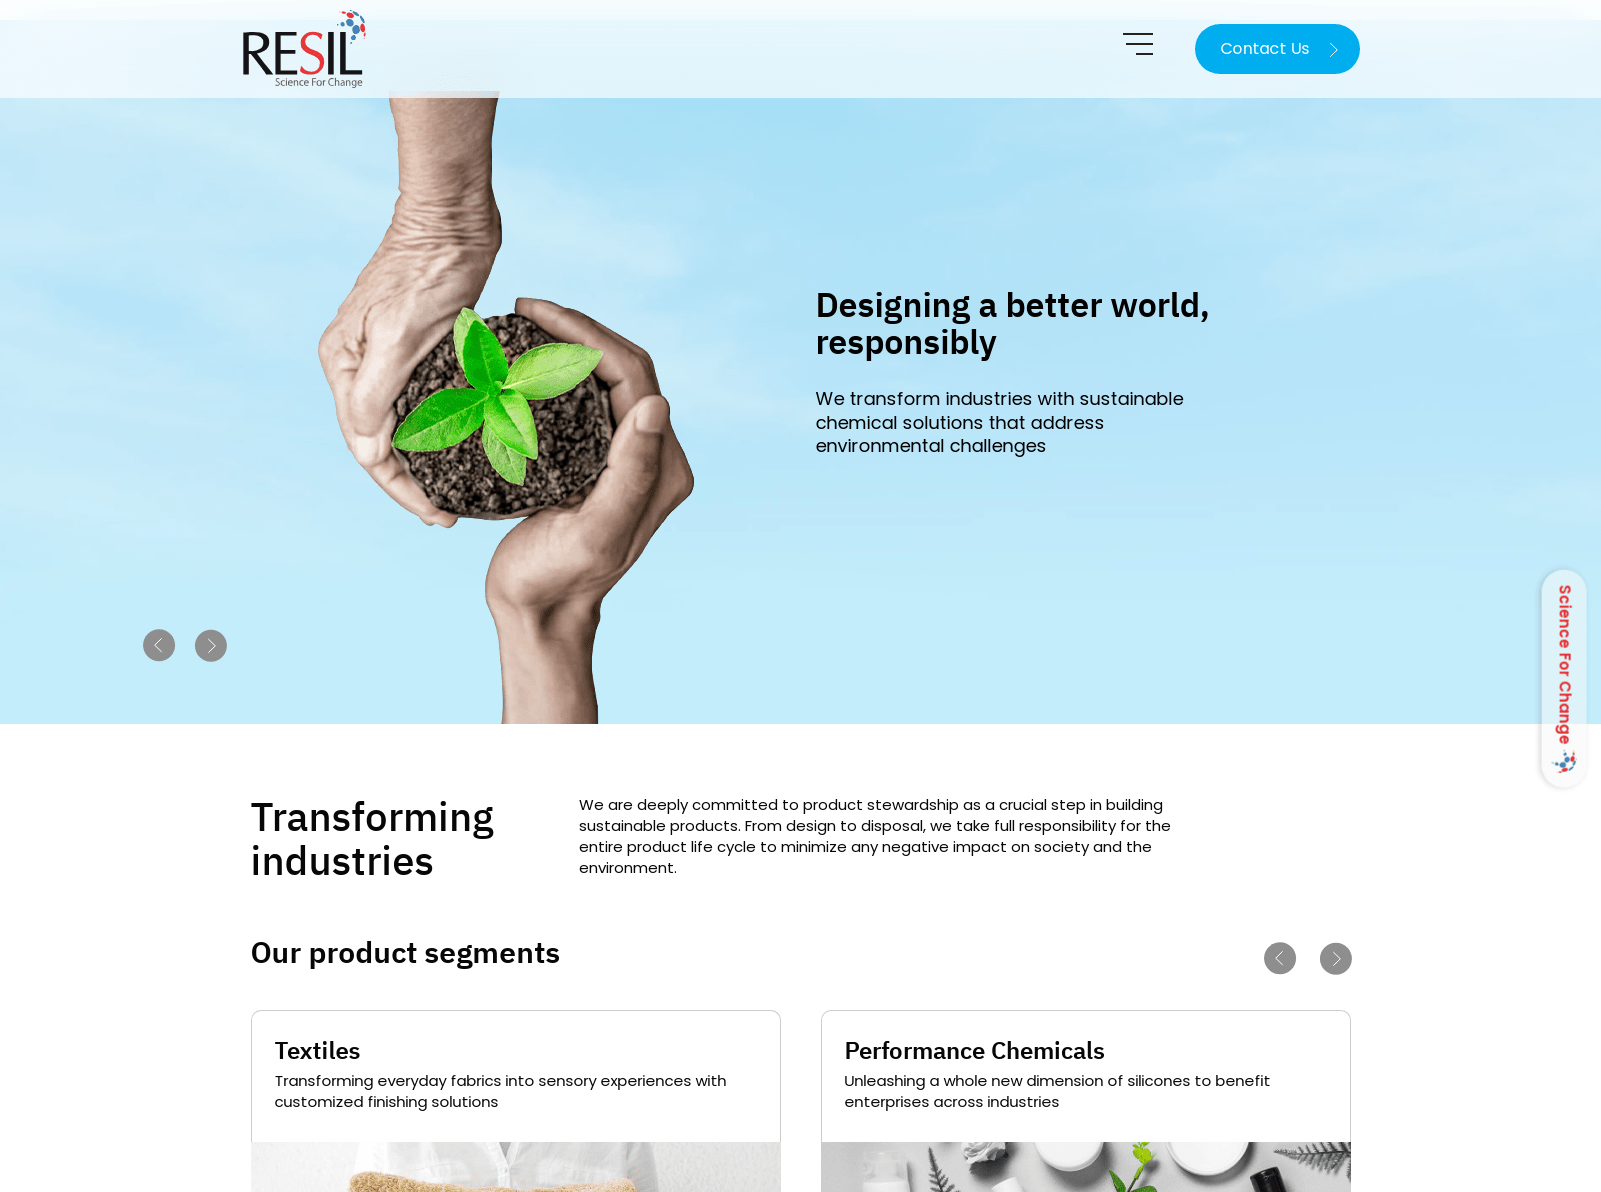 RESIL
Science For Change
Contact Us
Designing a better world,
responsibly
We transform industries with sustainable
chemical solutions that address
environmental challenges
Science For Change
Transforming
industries
We are deeply committed to product stewardship as a crucial step in building
sustainable products. From design to disposal, we take full responsibility for the
entire product life cycle to minimize any negative impact on society and the
environment.
Our product segments
Textiles
Transforming everyday fabrics into sensory experiences with
customized finishing solutions
Performance Chemicals
Unleashing a whole new dimension of silicones to benefit
enterprises across industries